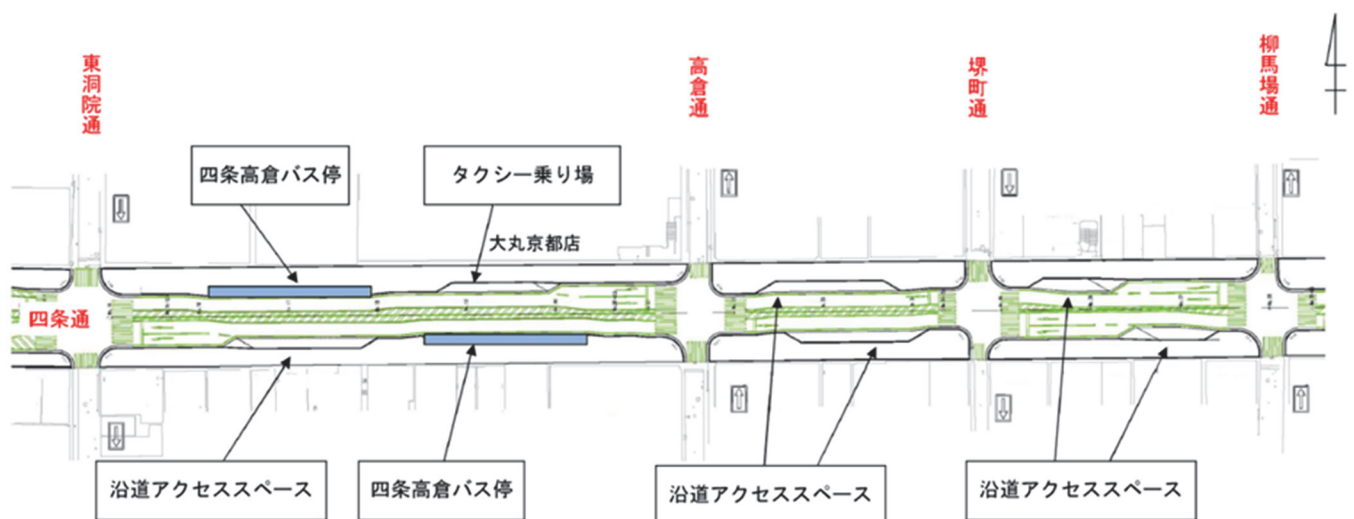 東洞院通
高倉通
堺町通
柳馬場通
四条高倉バス停
タクシー乗り場
大丸京都店
四条通
沿道アクセススペース
四条高倉バス停
沿道アクセススペース
沿道アクセススペース